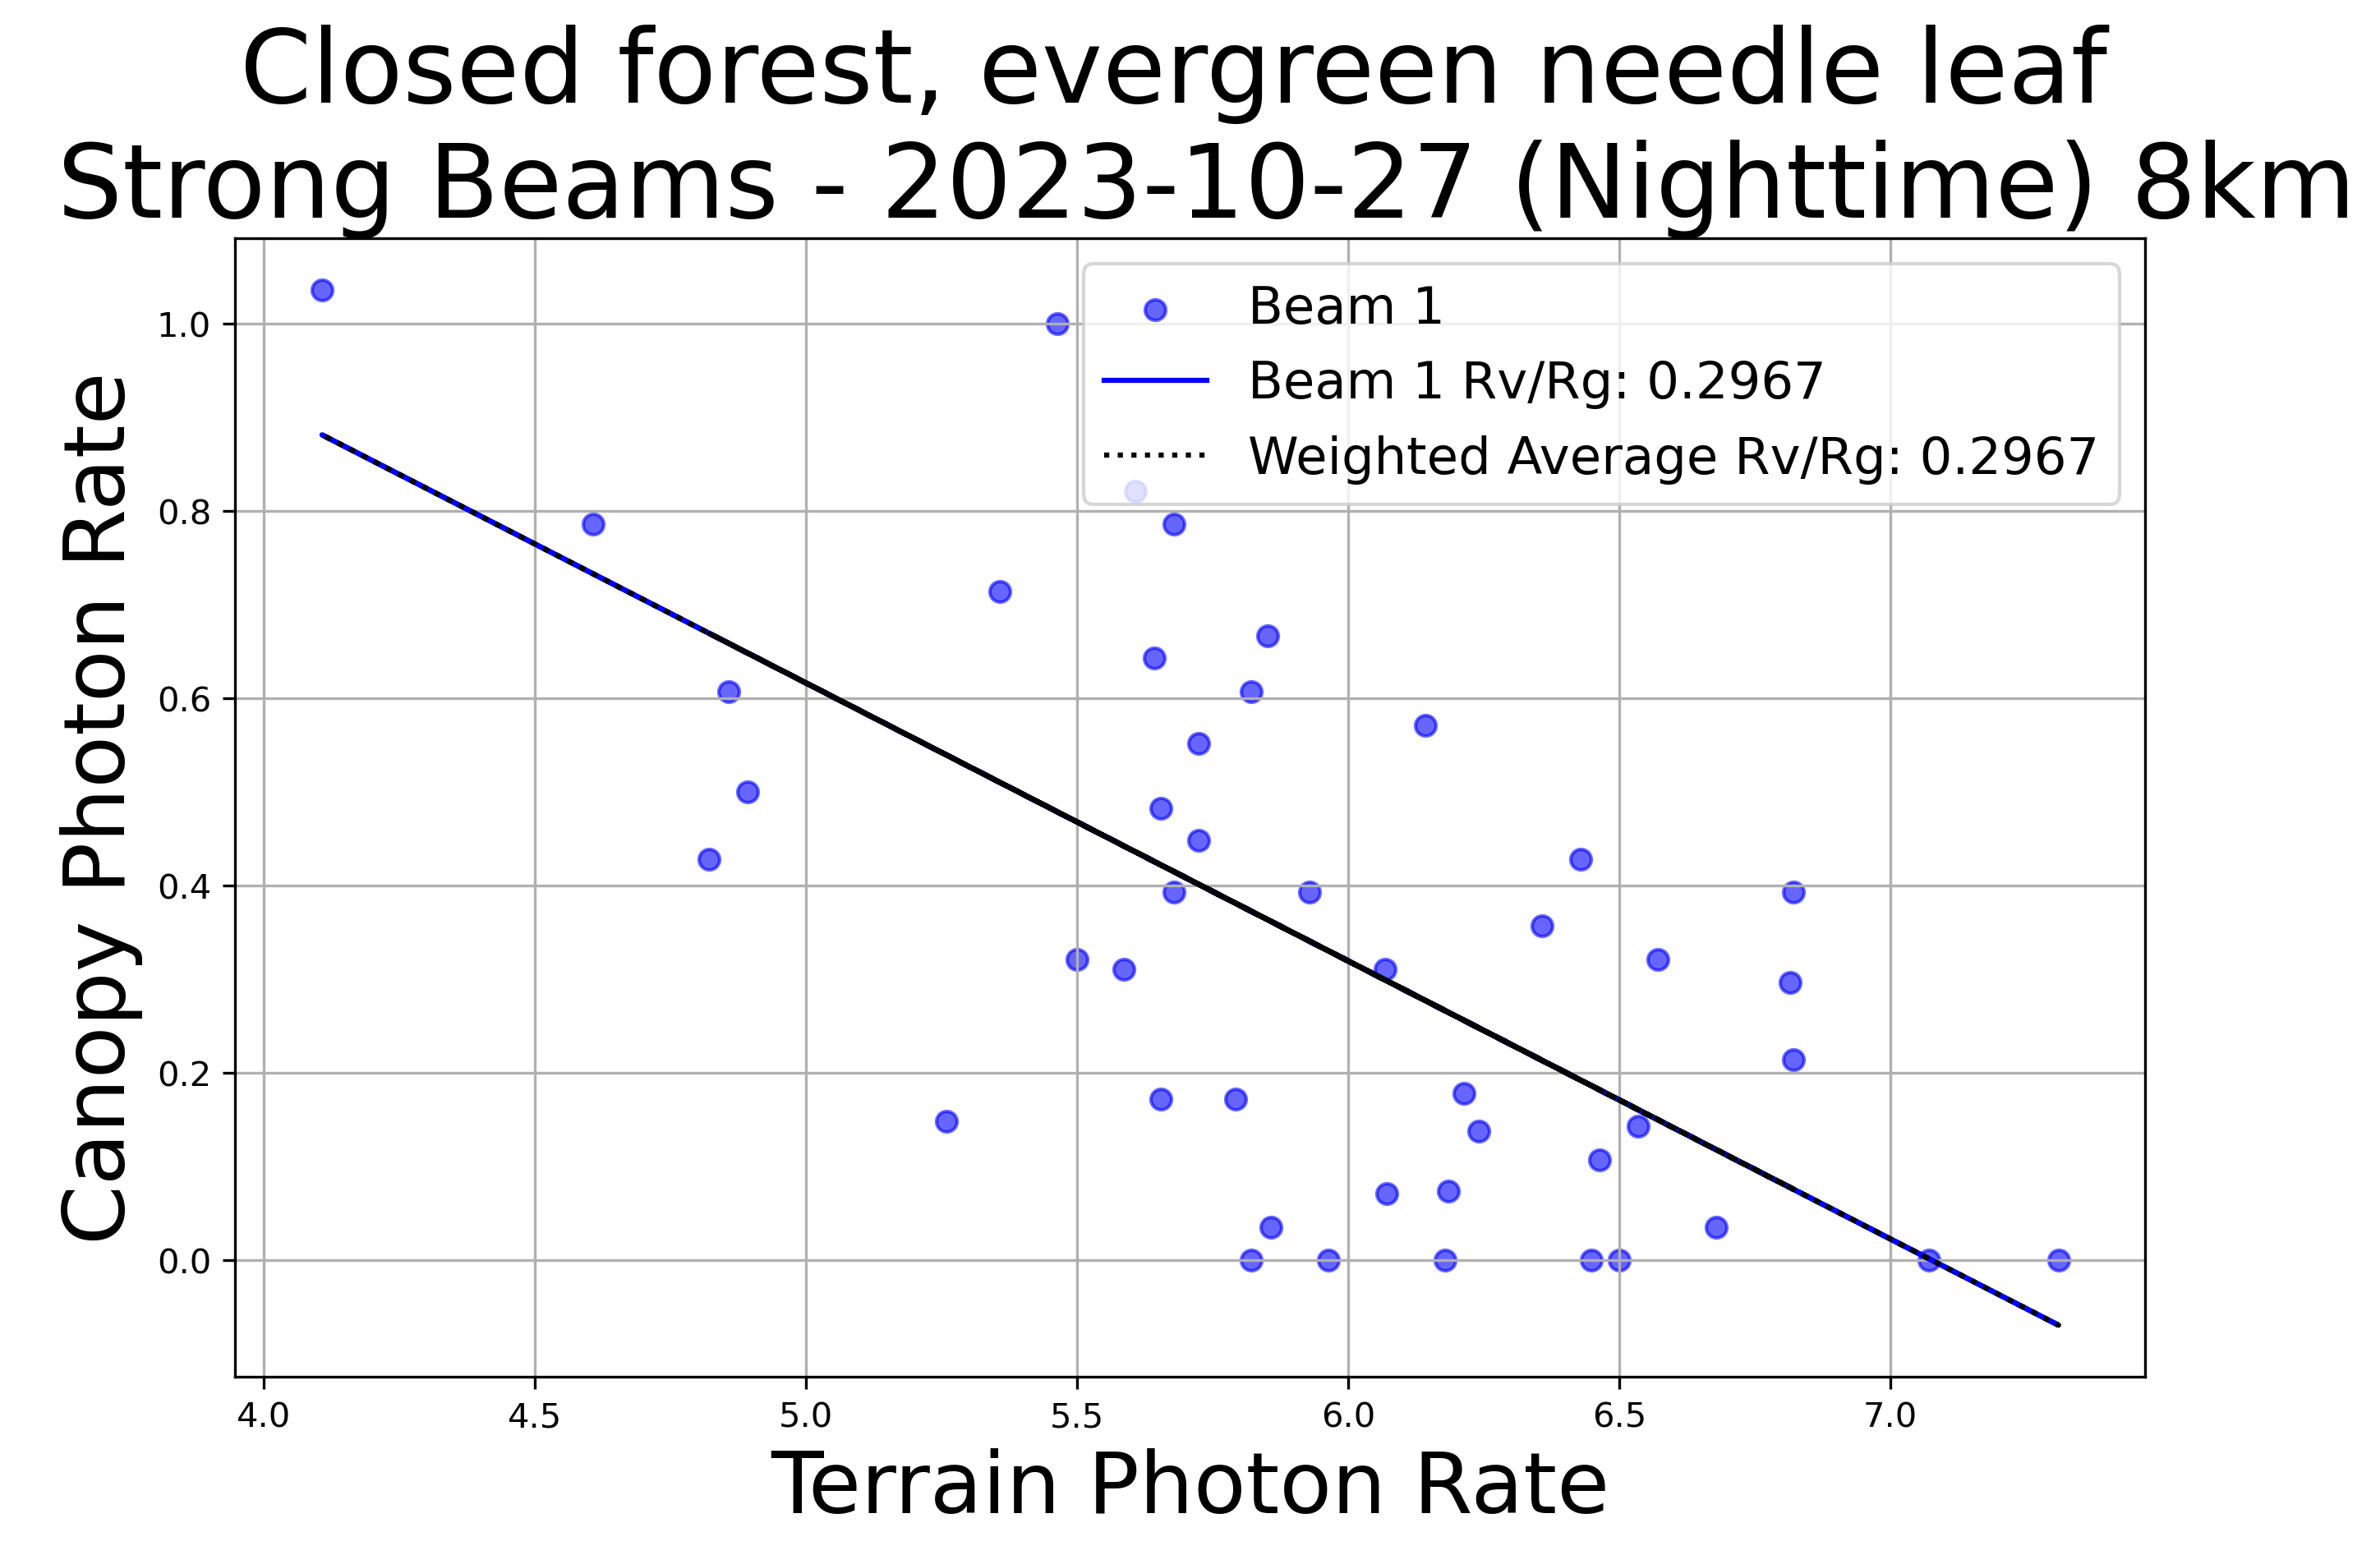 Closed forest, evergreen needle leaf
Strong Beams - 2023-10-27 (Nighttime) 8km
Beam 1
Beam 1 Rv/Rg: 0.2967
Weighted Average Rv/Rg: 0.2967
Canopy Photon Rate
1.0
0.8
0.6
0.4
0.2
0.0
4.0 4.5 5.0 5.5 6.0 6.5 7.0
Terrain Photon Rate